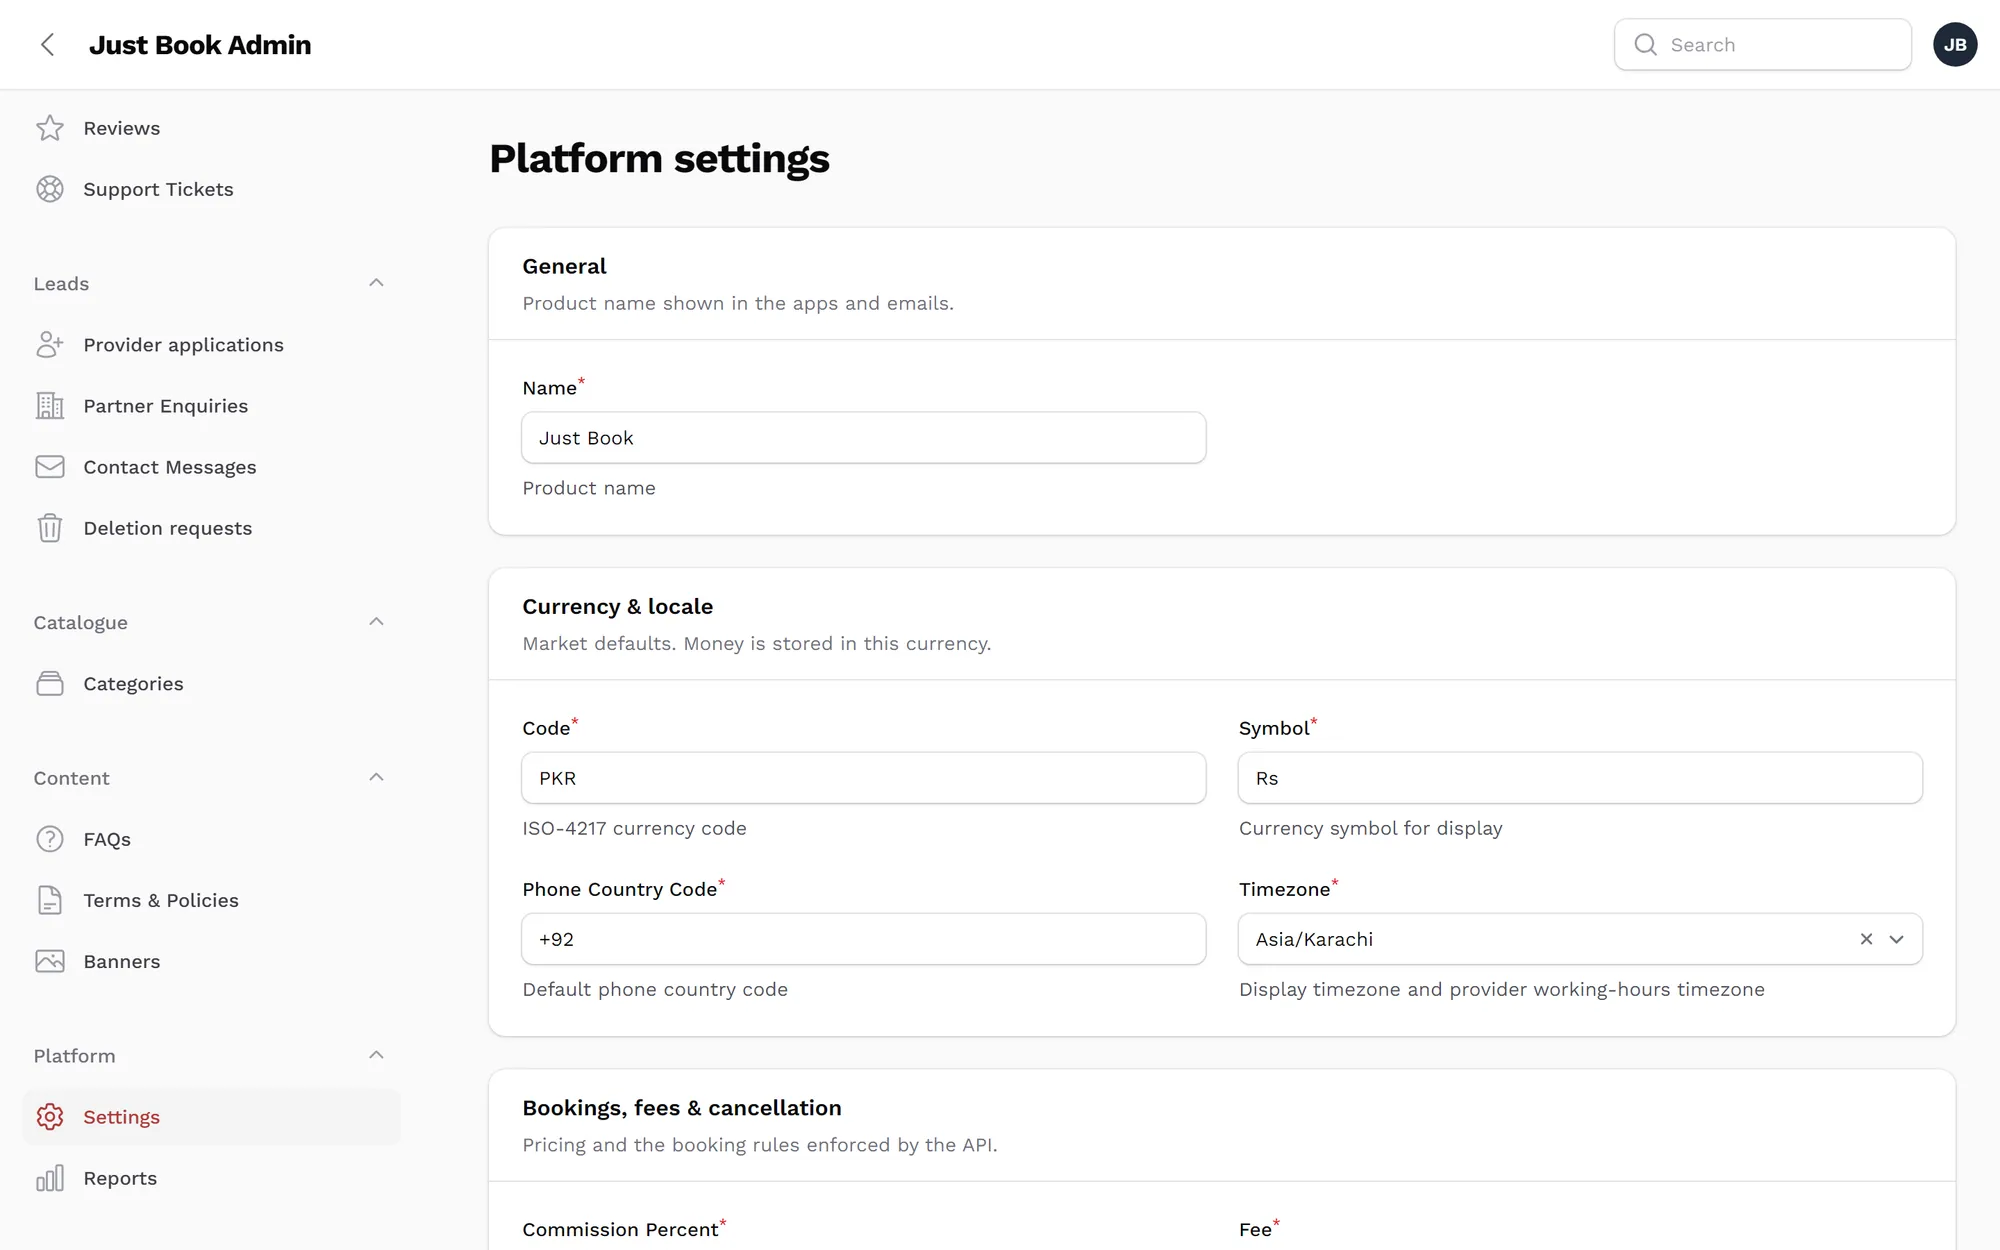 Just Book Admin
Search
JB
Reviews
Support Tickets
Leads
Provider applications
Partner Enquiries
Contact Messages
Deletion requests
Catalogue
Categories
Content
FAQs
Terms & Policies
Banners
Platform
Settings
Reports
Platform settings
General
Product name shown in the apps and emails.
Name*
Just Book
Product name
Currency & locale
Market defaults. Money is stored in this currency.
Code*
PKR
ISO-4217 currency code
Symbol*
Rs
Currency symbol for display
Phone Country Code*
+92
Default phone country code
Timezone*
Asia/Karachi
Display timezone and provider working-hours timezone
Bookings, fees & cancellation
Pricing and the booking rules enforced by the API.
Commission Percent*
Fee*